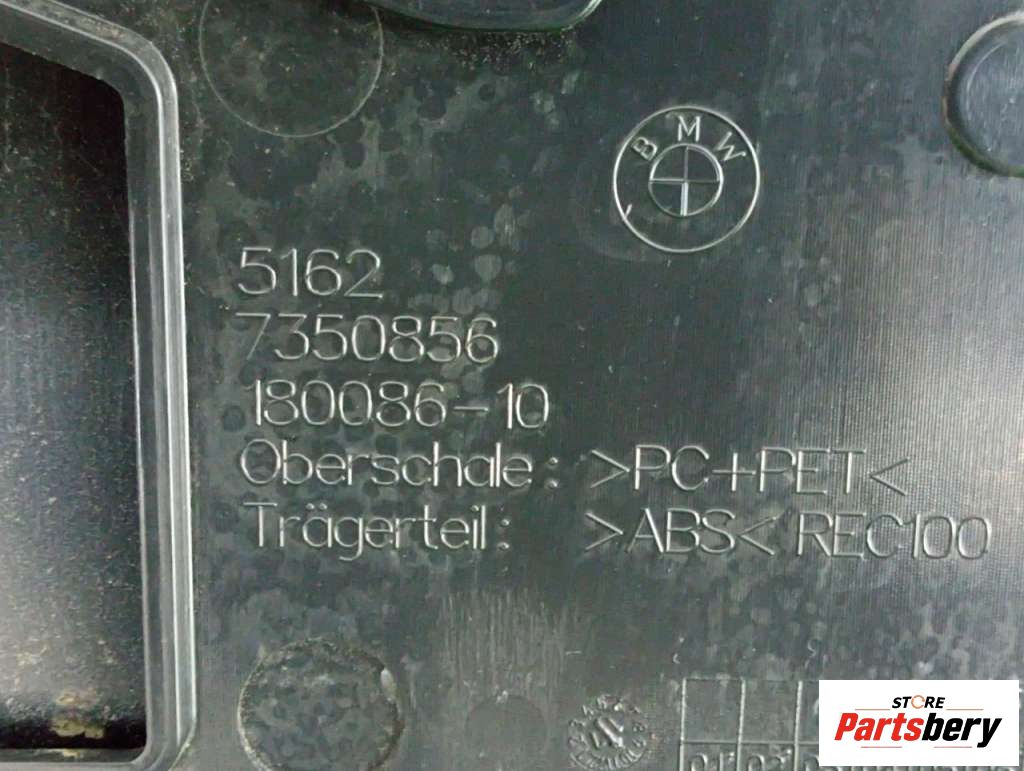 BMW
5162
7350856
180086-10
Oberschale: >PC+PET<
Trägerteil: >ABS< REC100
STORE
Partsbery